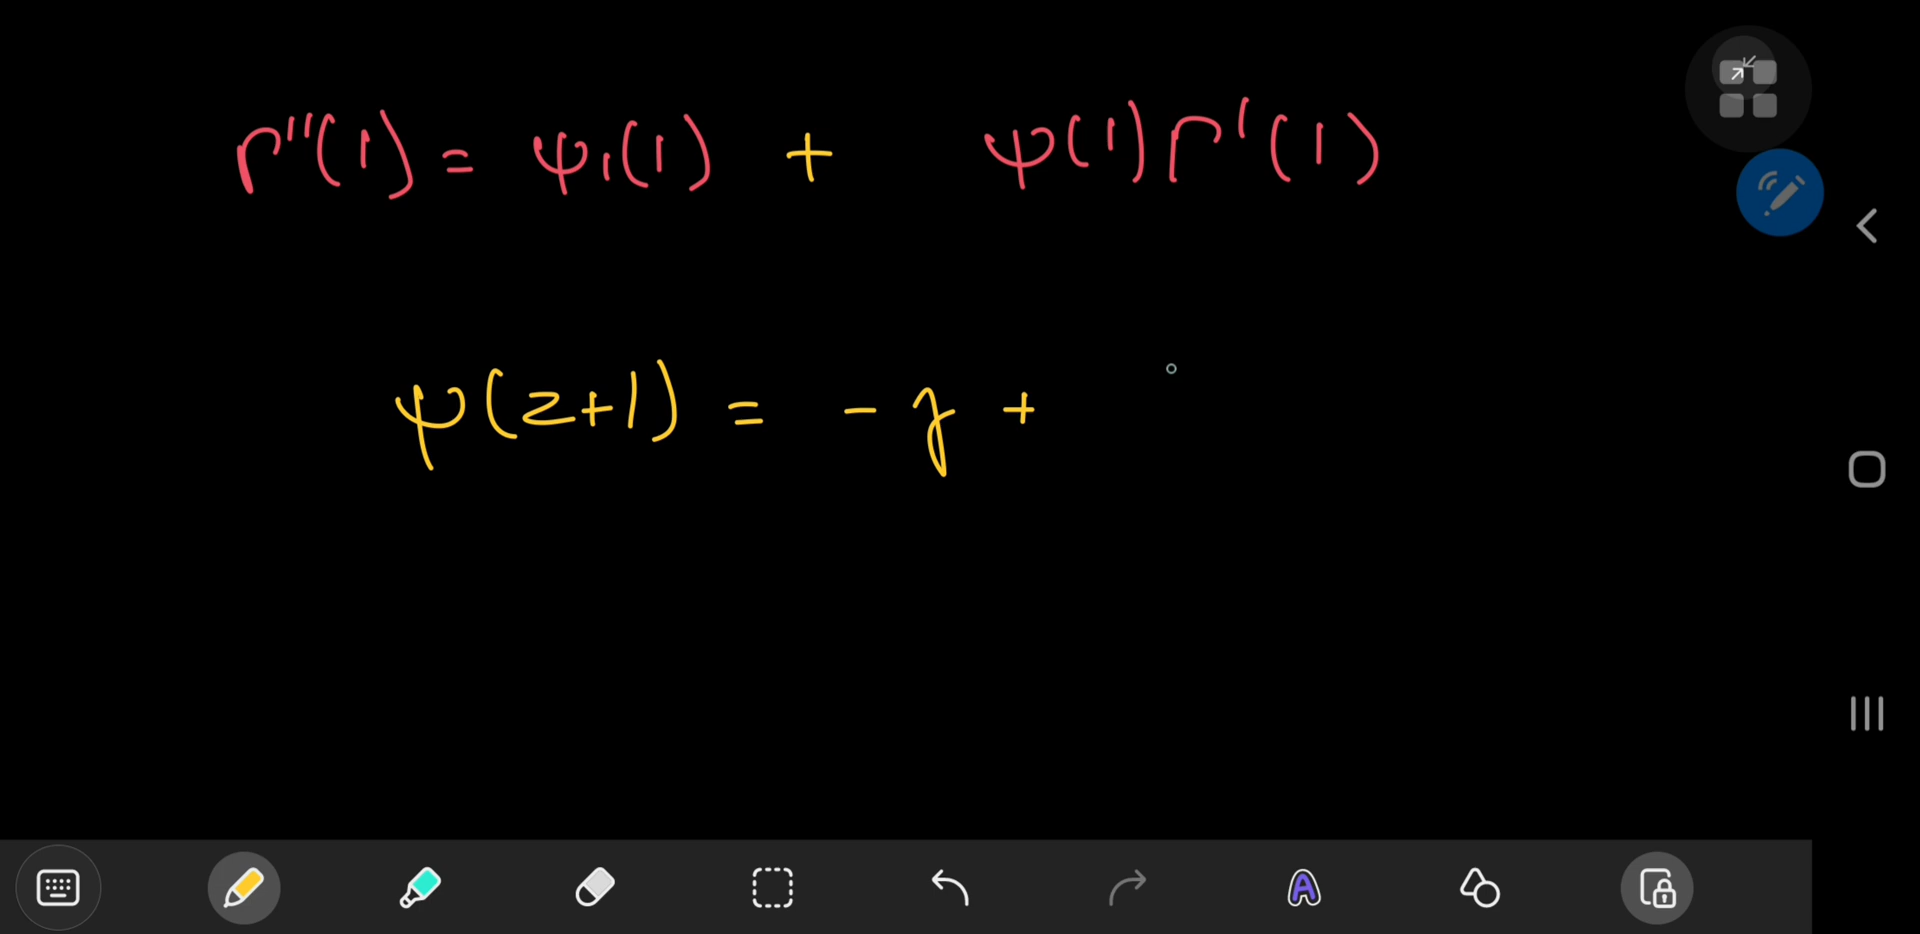 Γ''(1) = ψ₁(1) + ψ(1)Γ'(1)
ψ(z+1) = - γ +
A